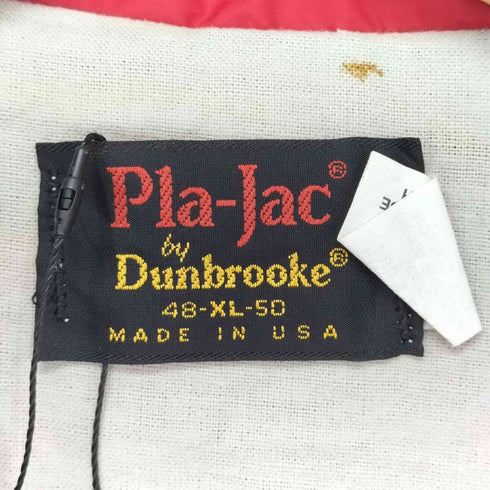 Pla-Jac®
by
Dunbrooke®
48-XL-50
MADE IN USA